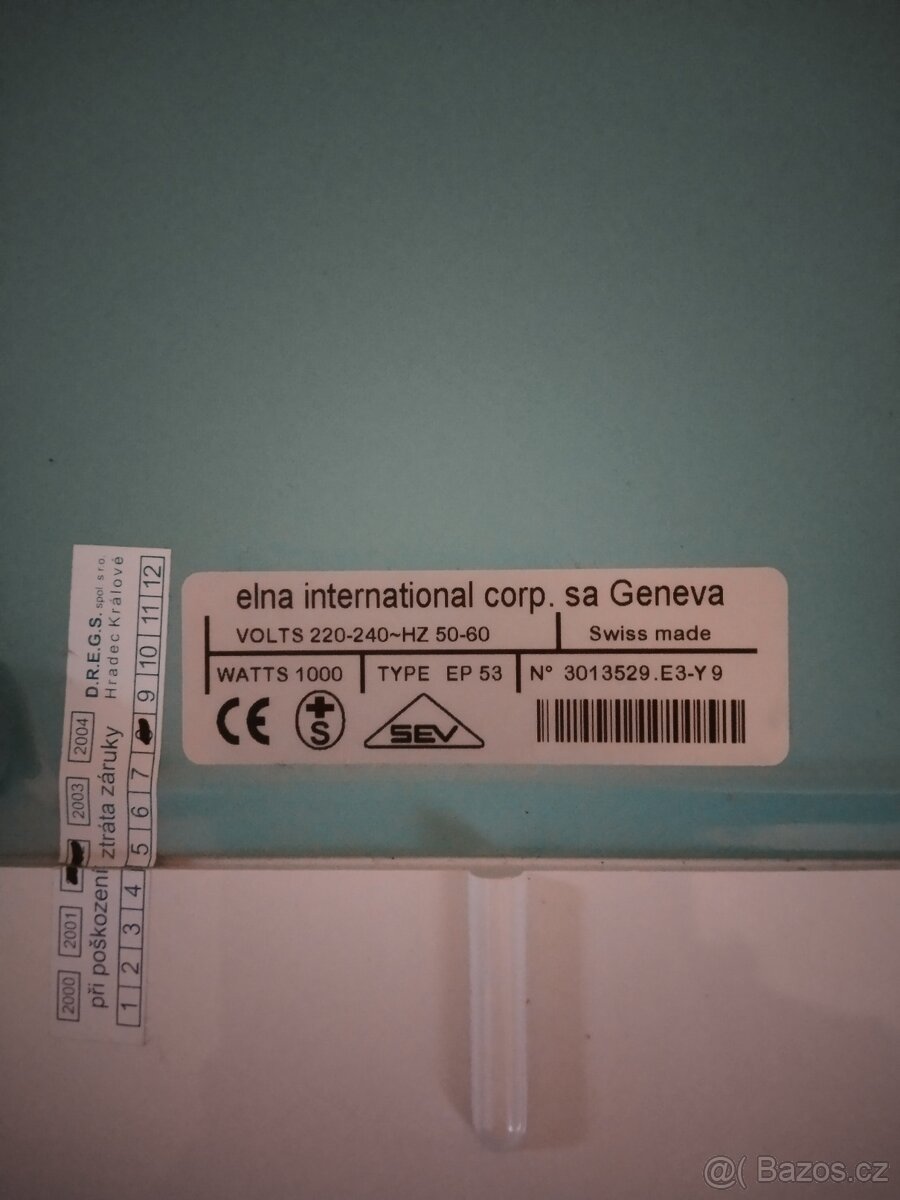 elna international corp. sa Geneva
VOLTS 220-240~HZ 50-60
Swiss made
WATTS 1000
TYPE EP 53
N° 3013529.E3-Y 9
CE
+S
SEV
D.R.E.G.S. spol s r.o.
Hradec Králové
2000 2001 2003 2004
při poškození ztráta záruky
1 2 3 4 5 6 7 8 9 10 11 12
@( Bazos.cz